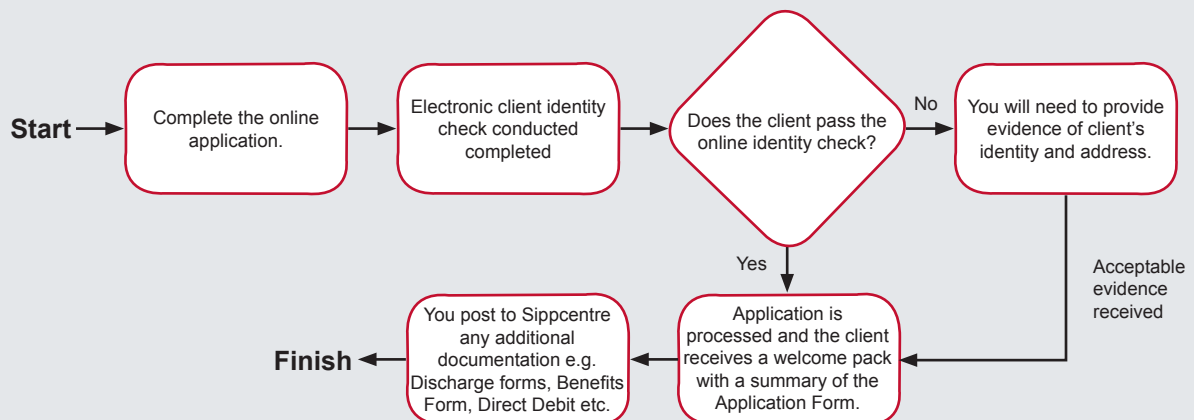 Start
Complete the online
application.
Electronic client identity
check conducted
completed
Does the client pass the
online identity check?
No
You will need to provide
evidence of client's
identity and address.
Yes
Acceptable
evidence
received
Application is
processed and the client
receives a welcome pack
with a summary of the
Application Form.
You post to Sippcentre
any additional
documentation e.g.
Discharge forms, Benefits
Form, Direct Debit etc.
Finish